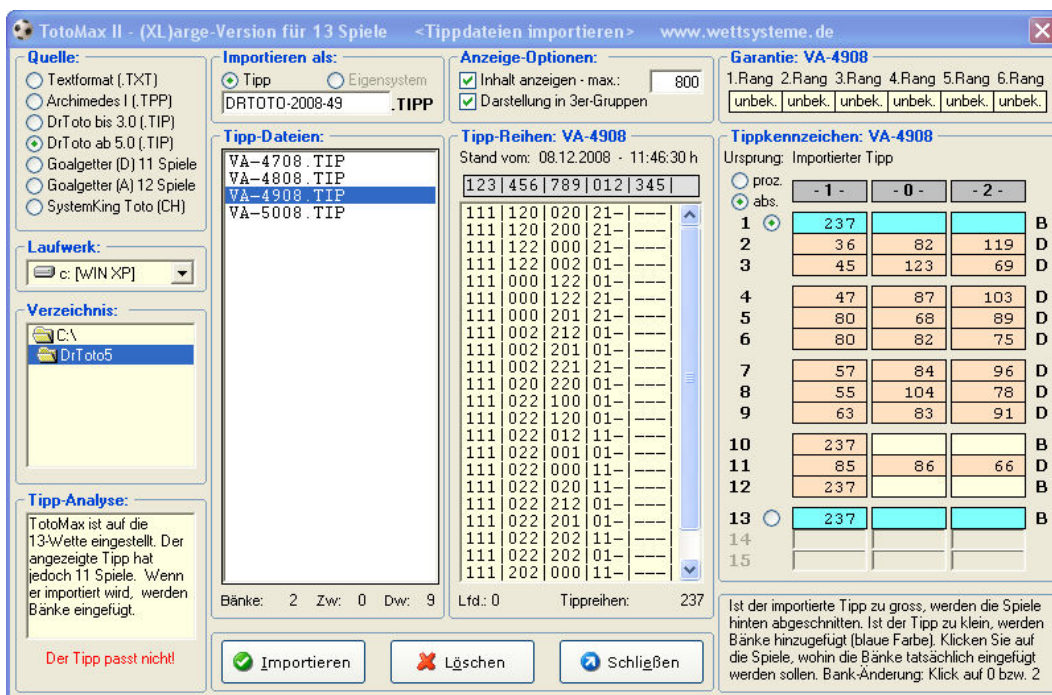 TotoMax II - (XL)arge-Version für 13 Spiele <Tippdateien importieren> www.wettsysteme.de
Quelle:
Textformat (.TXT)
Archimedes I (.TPP)
DrToto bis 3.0 (.TIP)
DrToto ab 5.0 (.TIP)
Goalgetter (D) 11 Spiele
Goalgetter (A) 12 Spiele
SystemKing Toto (CH)
Laufwerk:
c: [WIN XP]
Verzeichnis:
C:\
DrToto5
Tipp-Analyse:
TotoMax ist auf die
13-Wette eingestellt. Der
angezeigte Tipp hat
jedoch 11 Spiele. Wenn
er importiert wird, werden
Bänke eingefügt.
Der Tipp passt nicht!
Importieren als:
Tipp Eigensystem
DRTOTO-2008-49 .TIPP
Tipp-Dateien:
VA-4708.TIP
VA-4808.TIP
VA-4908.TIP
VA-5008.TIP
Bänke: 2 Zw: 0 Dw: 9
Anzeige-Optionen:
Inhalt anzeigen - max.: 800
Darstellung in 3er-Gruppen
Tipp-Reihen: VA-4908
Stand vom: 08.12.2008 - 11:46:30 h
123|456|789|012|345|
111|120|020|21-|---|
111|120|200|21-|---|
111|122|000|21-|---|
111|122|002|01-|---|
111|000|122|01-|---|
111|000|122|21-|---|
111|000|201|21-|---|
111|002|212|01-|---|
111|002|201|01-|---|
111|002|221|21-|---|
111|020|220|01-|---|
111|022|100|01-|---|
111|022|120|01-|---|
111|022|012|11-|---|
111|022|001|01-|---|
111|022|000|11-|---|
111|022|020|11-|---|
111|022|212|01-|---|
111|022|201|01-|---|
111|022|202|11-|---|
111|022|202|01-|---|
111|202|000|11-|---|
Lfd.: 0 Tippreihen: 237
Garantie: VA-4908
1.Rang 2.Rang 3.Rang 4.Rang 5.Rang 6.Rang
unbek. unbek. unbek. unbek. unbek. unbek.
Tippkennzeichen: VA-4908
Ursprung: Importierter Tipp
proz.
abs.
-1- -0- -2-
1 237 B
2 36 82 119 D
3 45 123 69 D
4 47 87 103 D
5 80 68 89 D
6 80 82 75 D
7 57 84 96 D
8 55 104 78 D
9 63 83 91 D
10 237 B
11 85 86 66 D
12 237 B
13 237 B
14
15
Ist der importierte Tipp zu gross, werden die Spiele
hinten abgeschnitten. Ist der Tipp zu klein, werden
Bänke hinzugefügt (blaue Farbe). Klicken Sie auf
die Spiele, wohin die Bänke tatsächlich eingefügt
werden sollen. Bank-Änderung: Klick auf 0 bzw. 2
Importieren
Löschen
Schließen